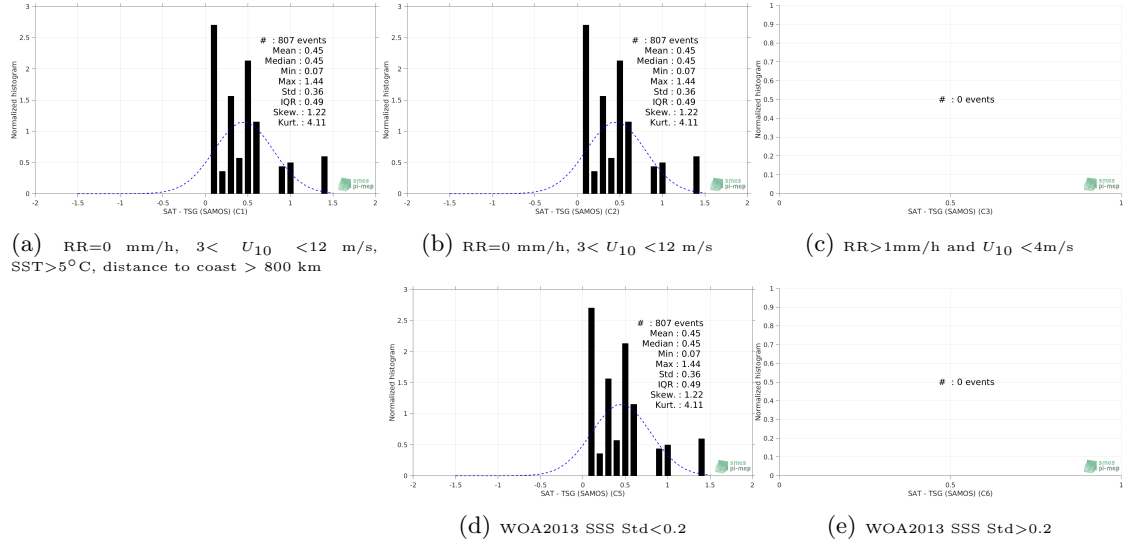 3
2.5
2
1.5
1
0.5
0
Normalized histogram
# : 807 events
Mean : 0.45
Median : 0.45
Min : 0.07
Max : 1.44
Std : 0.36
IQR : 0.49
Skew. : 1.22
Kurt. : 4.11
smos
pi-mep
-2 -1.5 -1 -0.5 0 0.5 1 1.5 2
SAT - TSG (SAMOS) (C1)
3
2.5
2
1.5
1
0.5
0
Normalized histogram
# : 807 events
Mean : 0.45
Median : 0.45
Min : 0.07
Max : 1.44
Std : 0.36
IQR : 0.49
Skew. : 1.22
Kurt. : 4.11
smos
pi-mep
-2 -1.5 -1 -0.5 0 0.5 1 1.5 2
SAT - TSG (SAMOS) (C2)
1
0.9
0.8
0.7
0.6
0.5
0.4
0.3
0.2
0.1
0
Normalized histogram
# : 0 events
smos
pi-mep
0 0.5 1
SAT - TSG (SAMOS) (C3)
(a) RR=0 mm/h, 3< U10 <12 m/s,
SST>5°C, distance to coast > 800 km
(b) RR=0 mm/h, 3< U10 <12 m/s
(c) RR>1mm/h and U10 <4m/s
3
2.5
2
1.5
1
0.5
0
Normalized histogram
# : 807 events
Mean : 0.45
Median : 0.45
Min : 0.07
Max : 1.44
Std : 0.36
IQR : 0.49
Skew. : 1.22
Kurt. : 4.11
smos
pi-mep
-2 -1.5 -1 -0.5 0 0.5 1 1.5 2
SAT - TSG (SAMOS) (C5)
1
0.9
0.8
0.7
0.6
0.5
0.4
0.3
0.2
0.1
0
Normalized histogram
# : 0 events
smos
pi-mep
0 0.5 1
SAT - TSG (SAMOS) (C6)
(d) WOA2013 SSS Std<0.2
(e) WOA2013 SSS Std>0.2